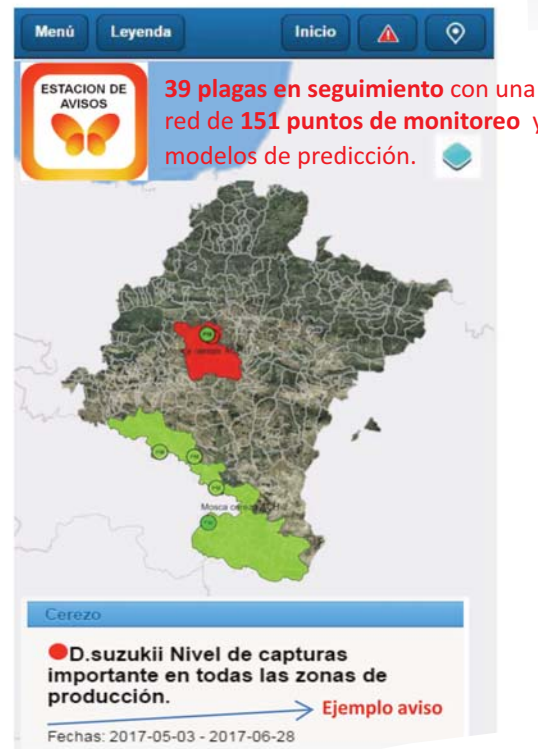 Menú Leyenda Inicio
ESTACION DE
AVISOS
39 plagas en seguimiento con una
red de 151 puntos de monitoreo y
modelos de predicción.
Mosca
Cerezo
D.suzukii Nivel de capturas
importante en todas las zonas de
producción.
Ejemplo aviso
Fechas: 2017-05-03 - 2017-06-28